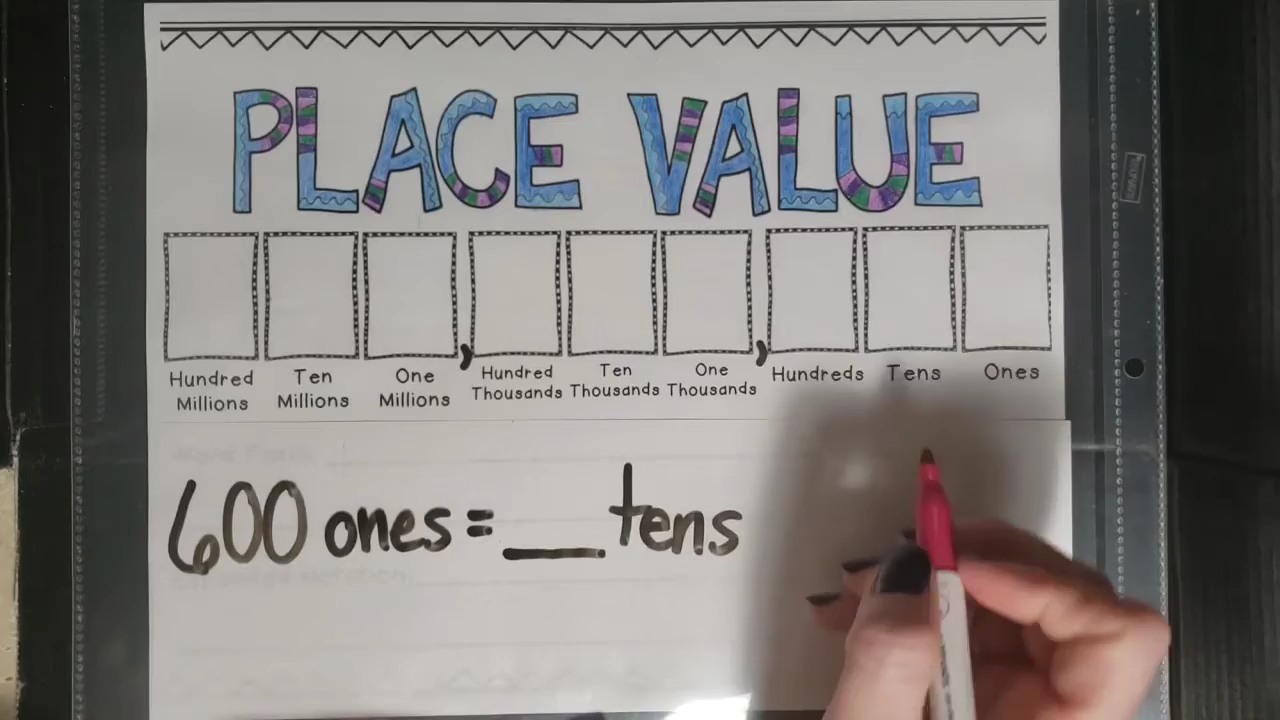 PLACE VALUE
Hundred Millions
Ten Millions
One Millions
,
Hundred Thousands
Ten Thousands
One Thousands
,
Hundreds
Tens
Ones
600 ones = __ tens